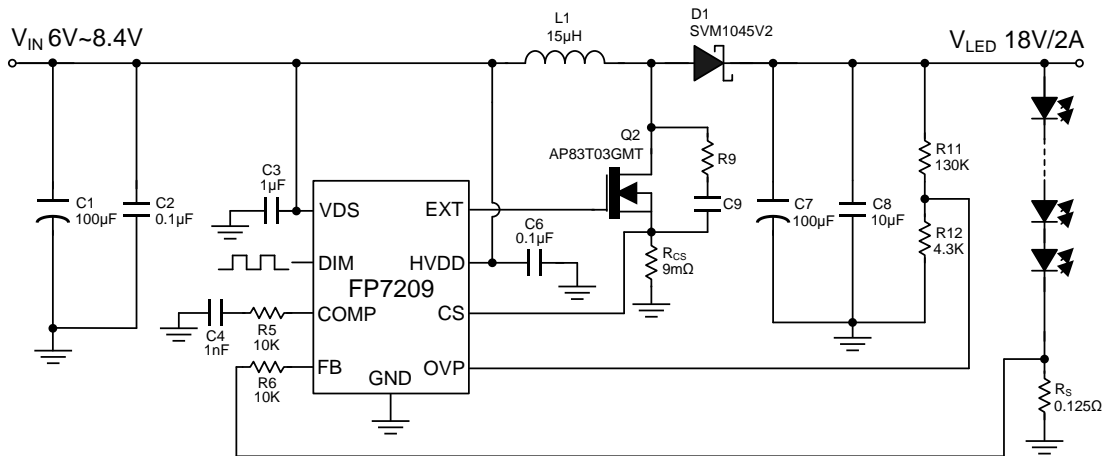 V_IN 6V~8.4V
L1
15μH
D1
SVM1045V2
V_LED 18V/2A
C1
100μF
C2
0.1μF
C3
1μF
VDS
DIM
COMP
FB
FP7209
GND
EXT
HVDD
CS
OVP
C4
1nF
R5
10K
R6
10K
C6
0.1μF
Q2
AP83T03GMT
R9
C9
R_CS
9mΩ
C7
100μF
C8
10μF
R11
130K
R12
4.3K
R_S
0.125Ω